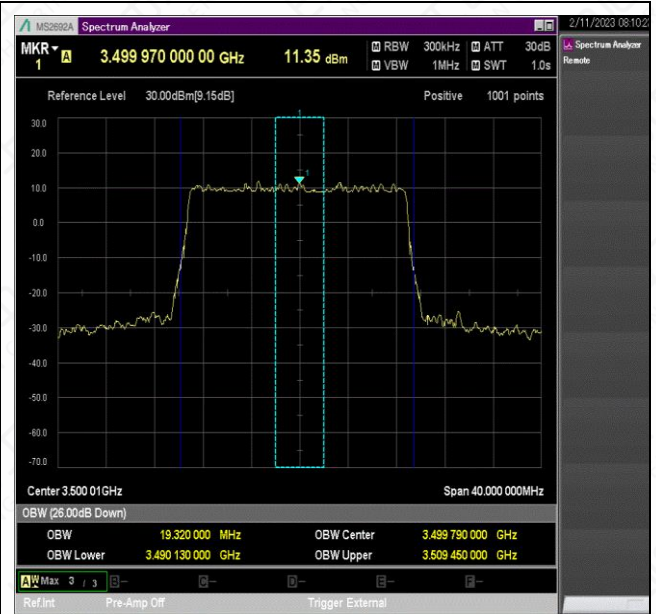 MS2692A Spectrum Analyzer 2/11/2023 08:10:2
MKR A 3.499 970 000 00 GHz 11.35 dBm M RBW 300kHz M ATT 30dB
1 M VBW 1MHz M SWT 1.0s
Spectrum Analyzer
Remote
Reference Level 30.00dBm[9.15dB] Positive 1001 points
1
30.0
20.0
1
10.0
0.0
-10.0
-20.0
-30.0
-40.0
-50.0
-60.0
-70.0
Center 3.500 01GHz Span 40.000 000MHz
OBW (26.00dB Down)
OBW 19.320 000 MHz OBW Center 3.499 790 000 GHz
OBW Lower 3.490 130 000 GHz OBW Upper 3.509 450 000 GHz
A W Max 3 / 3 B- C- D- E- F-
Ref.Int Pre-Amp Off Trigger External